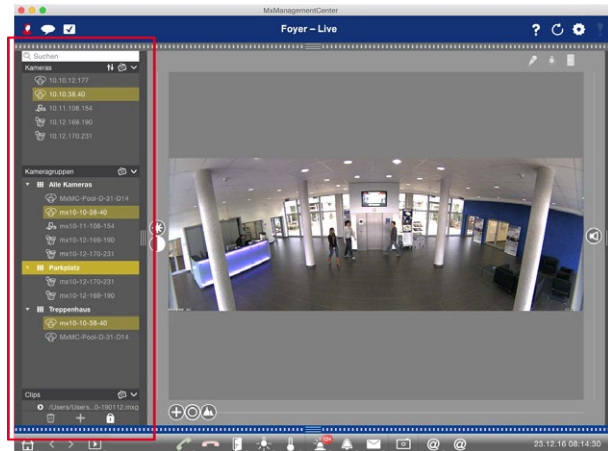 MxManagementCenter
Foyer – Live
Suchen
Kameras
10.10.12.177
10.10.38.40
10.11.108.154
10.12.169.190
10.12.170.231
Kameragruppen
Alle Kameras
MxMC-Pool-D-31-D14
mx10-10-38-40
mx10-11-108-154
mx10-12-169-190
mx10-12-170-231
Parkplatz
mx10-12-170-231
mx10-12-169-190
Treppenhaus
mx10-10-38-40
MxMC-Pool-D-31-D14
Clips
/Users/Users...0-190112.mxg
10+
23.12.16 08:14:30